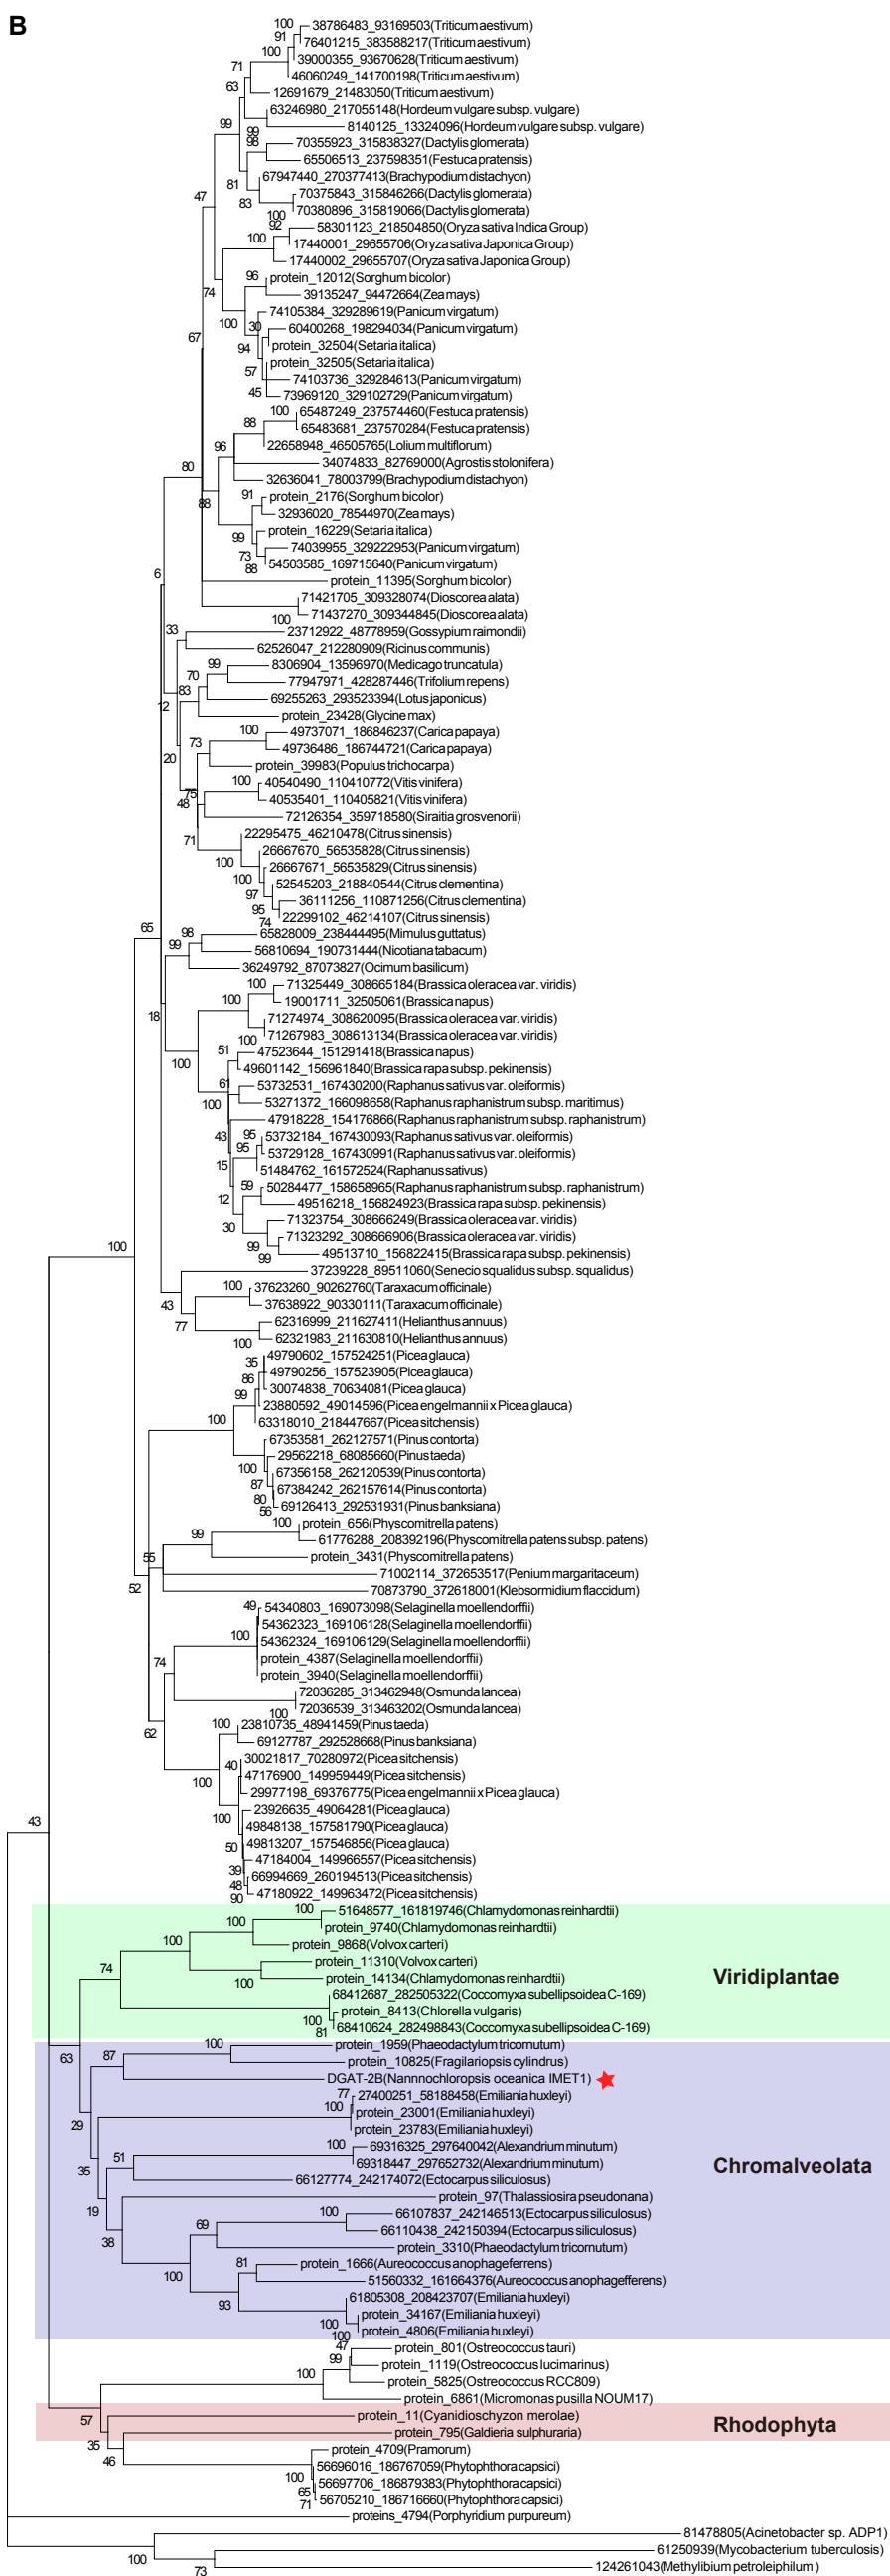 B
38786483_93169503(Triticum aestivum)
76401215_383588217(Triticum aestivum)
39000355_93670628(Triticum aestivum)
46060249_141700198(Triticum aestivum)
12691679_21483050(Triticum aestivum)
63246980_217055148(Hordeum vulgare subsp. vulgare)
8140125_13324096(Hordeum vulgare subsp. vulgare)
70355923_315838327(Dactylis glomerata)
65506513_237598351(Festuca pratensis)
67947440_270377413(Brachypodium distachyon)
70375843_315846266(Dactylis glomerata)
70380896_315819066(Dactylis glomerata)
58301123_218504850(Oryza sativa Indica Group)
17440001_29655706(Oryza sativa Japonica Group)
17440002_29655707(Oryza sativa Japonica Group)
protein_12012(Sorghum bicolor)
39135247_94472664(Zea mays)
74105384_329289619(Panicum virgatum)
60400268_198294034(Panicum virgatum)
protein_32504(Setaria italica)
protein_32505(Setaria italica)
74103736_329284613(Panicum virgatum)
73969120_329102729(Panicum virgatum)
65487249_237574460(Festuca pratensis)
65483681_237570284(Festuca pratensis)
22658948_46505765(Lolium multiflorum)
34074833_82769000(Agrostis stolonifera)
32636041_78003799(Brachypodium distachyon)
protein_2176(Sorghum bicolor)
32936020_78544970(Zea mays)
protein_16229(Setaria italica)
74039955_329222953(Panicum virgatum)
54503585_169715640(Panicum virgatum)
protein_11395(Sorghum bicolor)
71421705_309328074(Dioscorea alata)
71437270_309344845(Dioscorea alata)
23712922_48778959(Gossypium raimondii)
62526047_212280909(Ricinus communis)
8306904_13596970(Medicago truncatula)
77947971_428287446(Trifolium repens)
69255263_293523394(Lotus japonicus)
protein_23428(Glycine max)
49737071_186846237(Carica papaya)
49736486_186744721(Carica papaya)
protein_39983(Populus trichocarpa)
40540490_110410772(Vitis vinifera)
40535401_110405821(Vitis vinifera)
72126354_359718580(Siraitia grosvenorii)
22295475_46210478(Citrus sinensis)
26667670_56535828(Citrus sinensis)
26667671_56535829(Citrus sinensis)
52545203_218840544(Citrus clementina)
36111256_110871256(Citrus clementina)
22299102_46214107(Citrus sinensis)
65828009_238444495(Mimulus guttatus)
56810694_190731444(Nicotiana tabacum)
36249792_87073827(Ocimum basilicum)
71325449_308665184(Brassica oleracea var. viridis)
19001711_32505061(Brassica napus)
71274974_308620095(Brassica oleracea var. viridis)
71267983_308613134(Brassica oleracea var. viridis)
47523644_151291418(Brassica napus)
49601142_156961840(Brassica rapa subsp. pekinensis)
53732531_167430200(Raphanus sativus var. oleiformis)
53271372_166098658(Raphanus raphanistrum subsp. maritimus)
47918228_154176866(Raphanus raphanistrum subsp. raphanistrum)
53732184_167430093(Raphanus sativus var. oleiformis)
53729128_167430991(Raphanus sativus var. oleiformis)
51484762_161572524(Raphanus sativus)
50284477_158658965(Raphanus raphanistrum subsp. raphanistrum)
49516218_156824923(Brassica rapa subsp. pekinensis)
71323754_308666249(Brassica oleracea var. viridis)
71323292_308666906(Brassica oleracea var. viridis)
49513710_156822415(Brassica rapa subsp. pekinensis)
37239228_89511060(Senecio squalidus subsp. squalidus)
37623260_90262760(Taraxacum officinale)
37638922_90330111(Taraxacum officinale)
62316999_211627411(Helianthus annuus)
62321983_211630810(Helianthus annuus)
49790602_157524251(Picea glauca)
49790256_157523905(Picea glauca)
30074838_70634081(Picea glauca)
23880592_49014596(Picea engelmannii x Picea glauca)
63318010_218447667(Picea sitchensis)
67353581_262127571(Pinus contorta)
29562218_68085660(Pinus taeda)
67356158_262120539(Pinus contorta)
67384242_262157614(Pinus contorta)
69126413_292531931(Pinus banksiana)
protein_656(Physcomitrella patens)
61776288_208392196(Physcomitrella patens subsp. patens)
protein_3431(Physcomitrella patens)
71002114_372653517(Penium margaritaceum)
70873790_372618001(Klebsormidium flaccidum)
54340803_169073098(Selaginella moellendorffii)
54362323_169106128(Selaginella moellendorffii)
54362324_169106129(Selaginella moellendorffii)
protein_4387(Selaginella moellendorffii)
protein_3940(Selaginella moellendorffii)
72036285_313462948(Osmunda lancea)
72036539_313463202(Osmunda lancea)
23810735_48941459(Pinus taeda)
69127787_292528668(Pinus banksiana)
30021817_70280972(Picea sitchensis)
47176900_149959449(Picea sitchensis)
29977198_69376775(Picea engelmannii x Picea glauca)
23926635_49064281(Picea glauca)
49848138_157581790(Picea glauca)
49813207_157546856(Picea glauca)
47184004_149966557(Picea sitchensis)
66994669_260194513(Picea sitchensis)
47180922_149963472(Picea sitchensis)
51648577_161819746(Chlamydomonas reinhardtii)
protein_9740(Chlamydomonas reinhardtii)
protein_9868(Volvox carteri)
protein_11310(Volvox carteri)
protein_14134(Chlamydomonas reinhardtii)
Viridiplantae
68412687_282505322(Coccomyxa subellipsoidea C-169)
protein_8413(Chlorella vulgaris)
68410624_282498843(Coccomyxa subellipsoidea C-169)
protein_1959(Phaeodactylum tricornutum)
protein_10825(Fragilariopsis cylindrus)
DGAT-2B(Nannnochloropsis oceanica IMET1)
27400251_58188458(Emiliania huxleyi)
protein_23001(Emiliania huxleyi)
protein_23783(Emiliania huxleyi)
69316325_297640042(Alexandrium minutum)
69318447_297652732(Alexandrium minutum)
Chromalveolata
66127774_242174072(Ectocarpus siliculosus)
protein_97(Thalassiosira pseudonana)
66107837_242146513(Ectocarpus siliculosus)
66110438_242150394(Ectocarpus siliculosus)
protein_3310(Phaeodactylum tricornutum)
protein_1666(Aureococcus anophageferrens)
51560332_161664376(Aureococcus anophagefferens)
61805308_208423707(Emiliania huxleyi)
protein_34167(Emiliania huxleyi)
protein_4806(Emiliania huxleyi)
protein_801(Ostreococcus tauri)
protein_1119(Ostreococcus lucimarinus)
protein_5825(Ostreococcus RCC809)
protein_6861(Micromonas pusilla NOUM17)
protein_11(Cyanidioschyzon merolae)
Rhodophyta
protein_795(Galdieria sulphuraria)
protein_4709(Pramorum)
56696016_186767059(Phytophthora capsici)
56697706_186879383(Phytophthora capsici)
56705210_186716660(Phytophthora capsici)
proteins_4794(Porphyridium purpureum)
81478805(Acinetobacter sp. ADP1)
61250939(Mycobacterium tuberculosis)
124261043(Methylibium petroleiphilum)